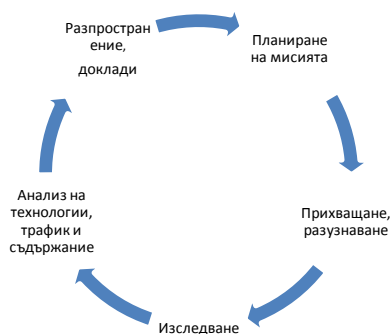 Разпростран
ение,
доклади
Планиране
на мисията
Прихващане,
разузнаване
Изследване
Анализ на
технологии,
трафик и
съдържание